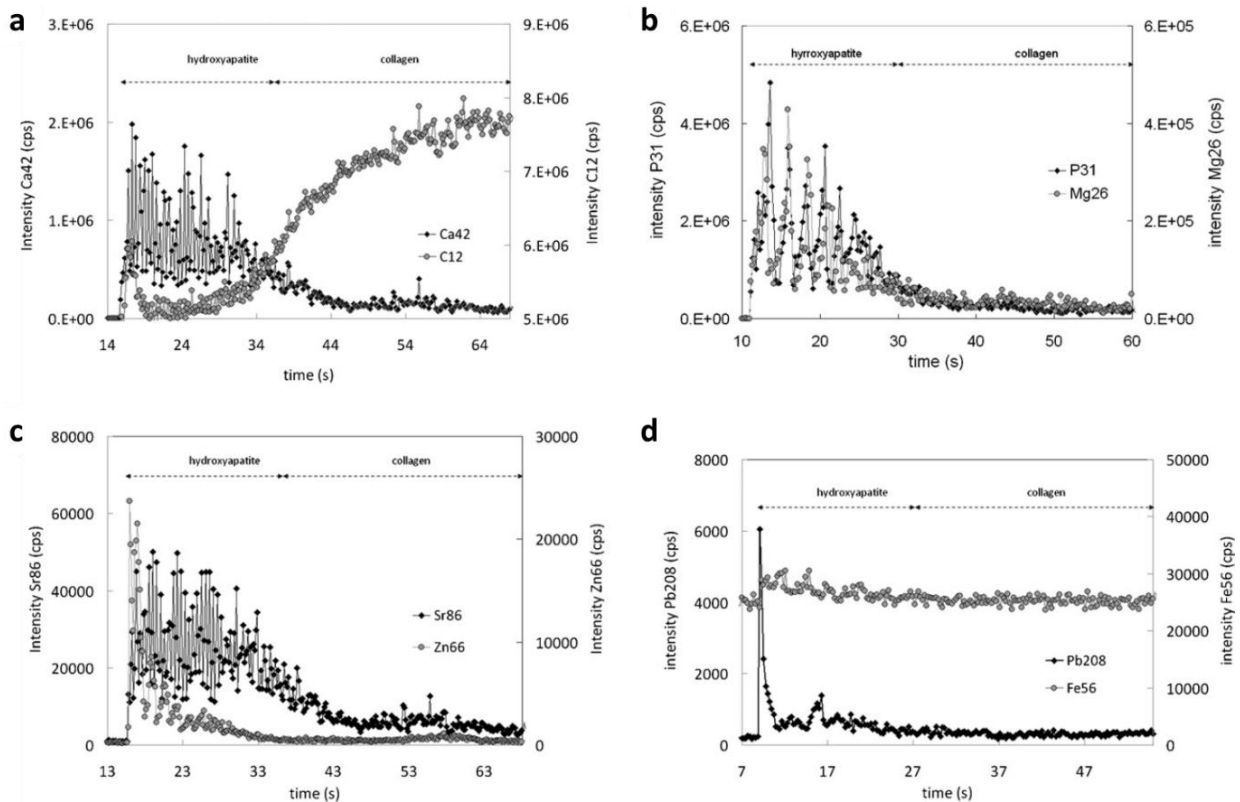 a
3.E+06
2.E+06
1.E+06
0.E+00
Intensity Ca42 (cps)
9.E+06
8.E+06
7.E+06
6.E+06
5.E+06
Intensity C12 (cps)
hydroxyapatite
collagen
Ca42
C12
14 24 34 44 54 64
time (s)
b
6.E+06
4.E+06
2.E+06
0.E+00
intensity P31 (cps)
6.E+05
4.E+05
2.E+05
0.E+00
intensity Mg26 (cps)
hyrroxyapatite
collagen
P31
Mg26
10 20 30 40 50 60
time (s)
c
80000
60000
40000
20000
0
Intensity Sr86 (cps)
30000
20000
10000
0
Intensity Zn66 (cps)
hydroxyapatite
collagen
Sr86
Zn66
13 23 33 43 53 63
time (s)
d
8000
6000
4000
2000
0
intensity Pb208 (cps)
50000
40000
30000
20000
10000
0
intensity Fe56 (cps)
hydroxyapatite
collagen
Pb208
Fe56
7 17 27 37 47
time (s)